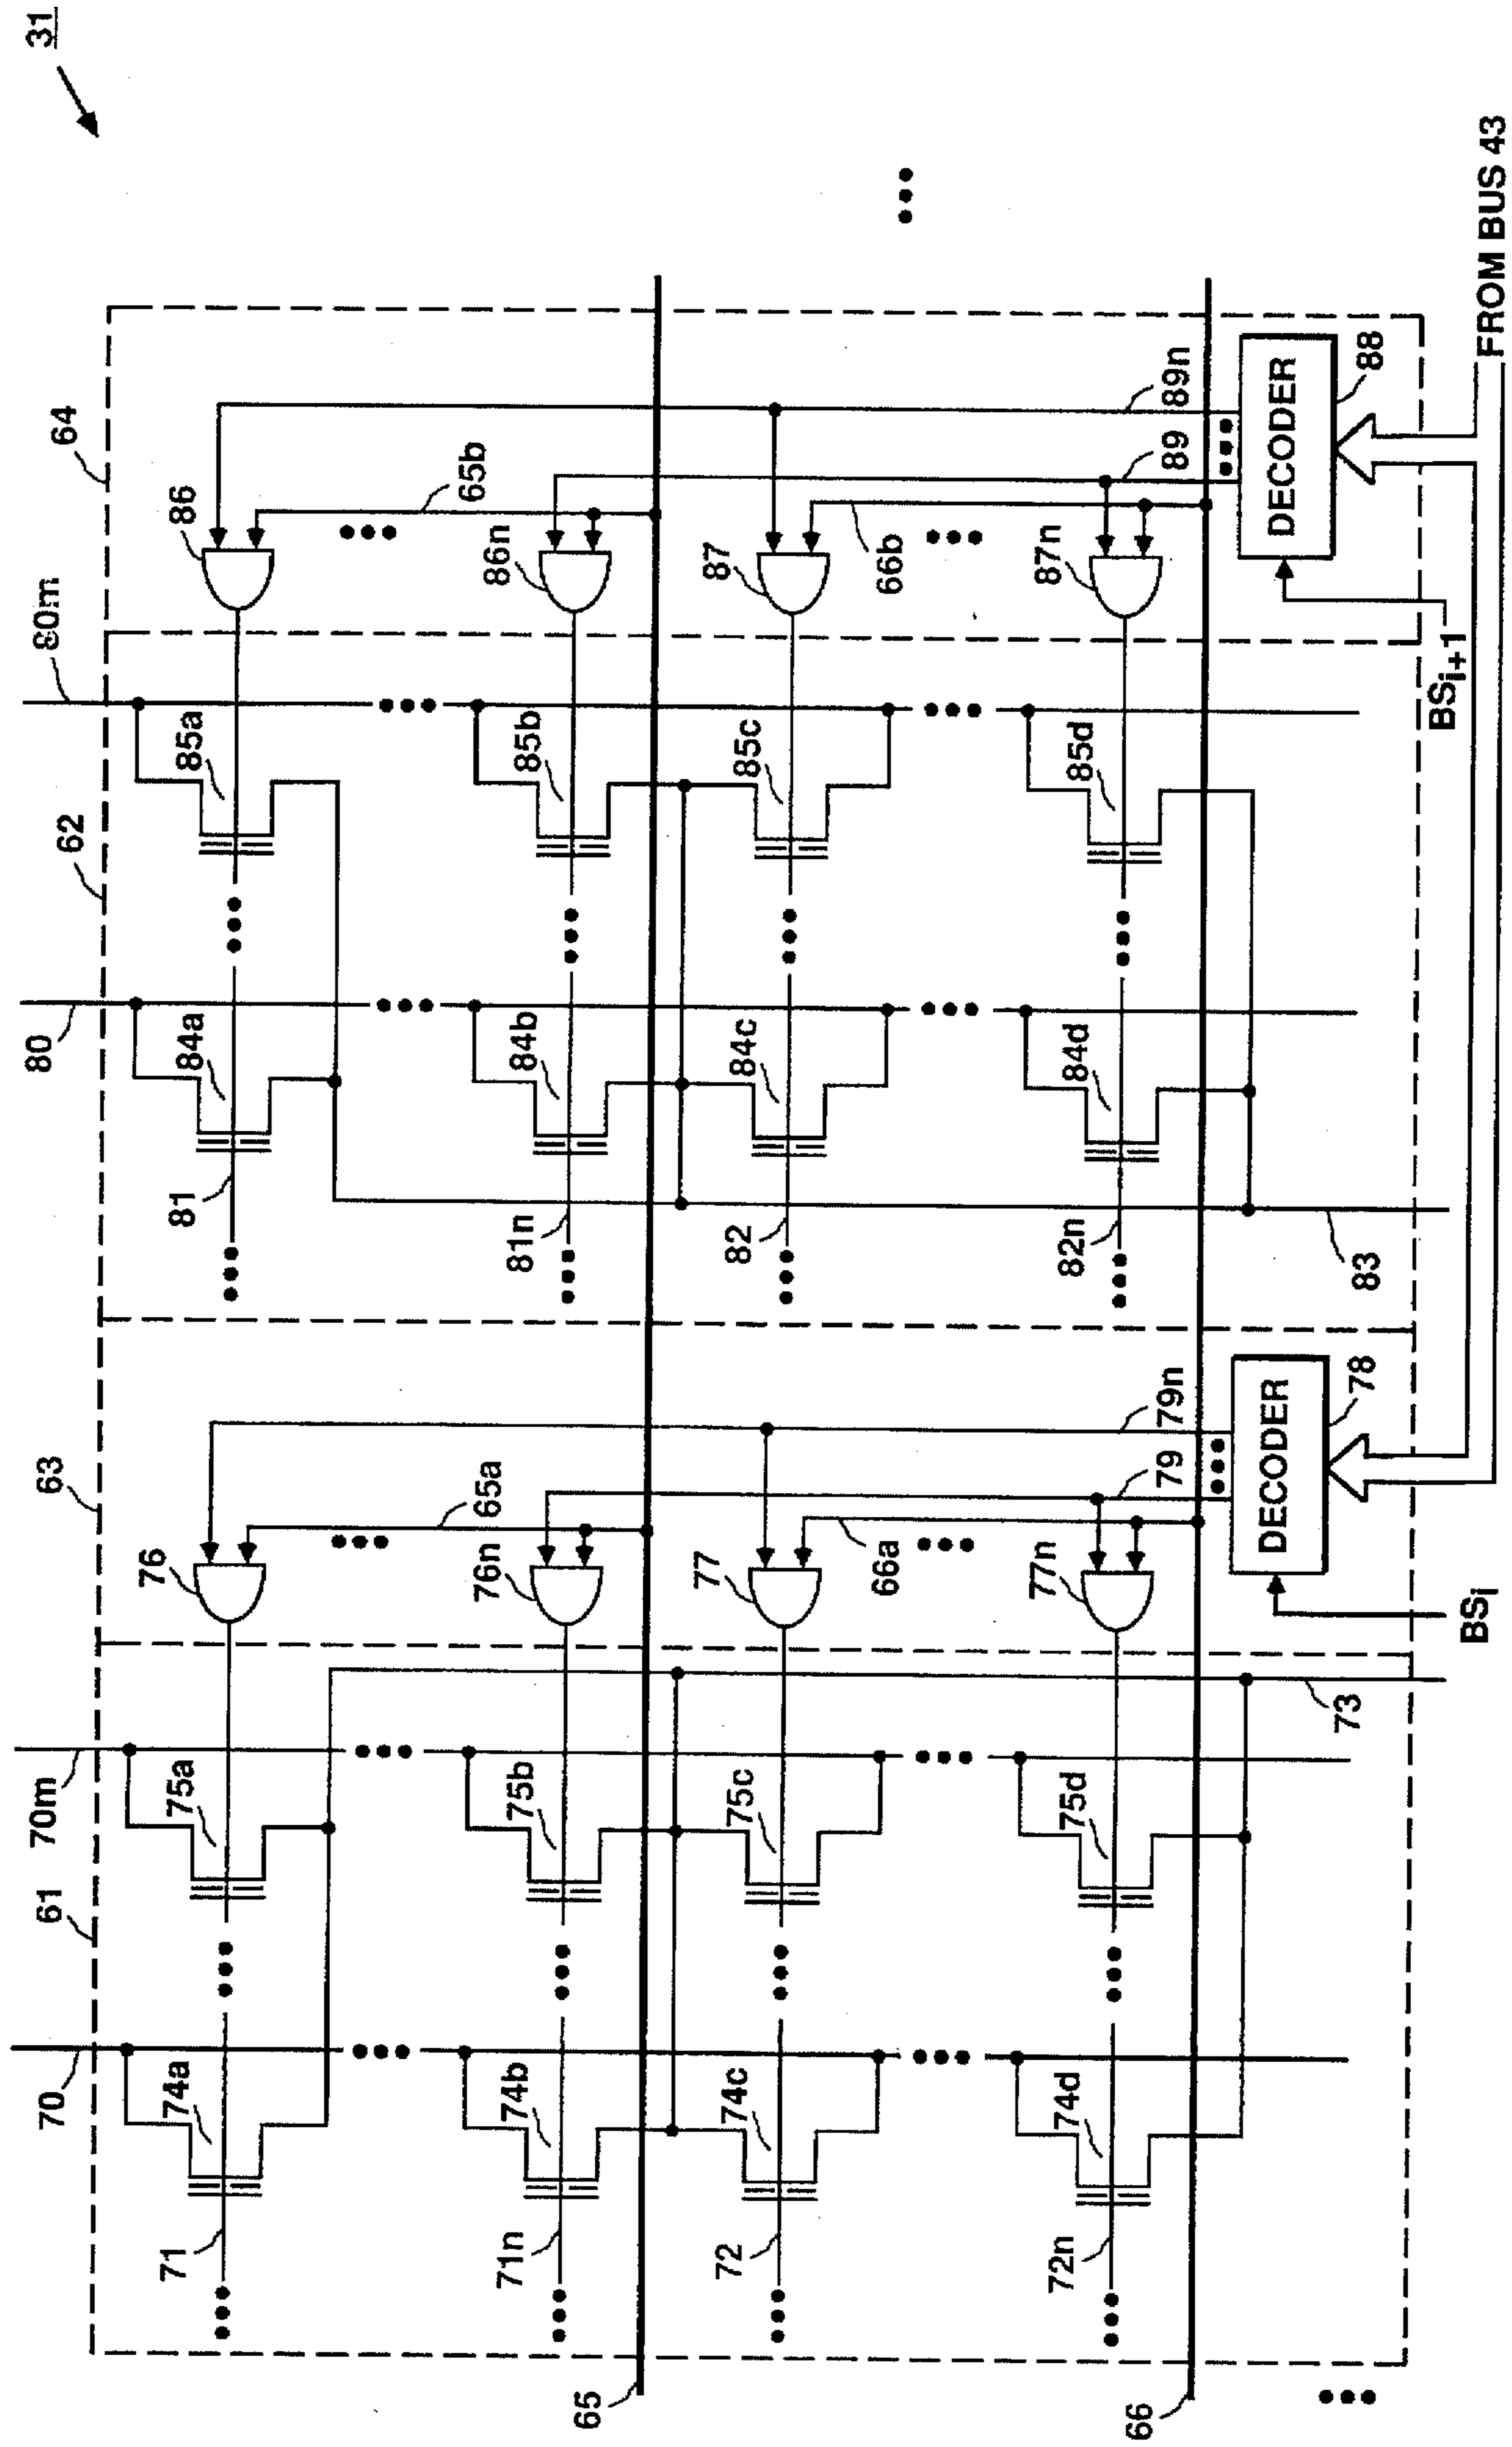 31
64
62
63
61
80m
80
70m
70
86
65b
86n
87
66b
87n
89
89n
DECODER
88
BSi+1
FROM BUS 43
85a
85b
85c
85d
84a
84b
84c
84d
81
81n
82
82n
83
76
65a
76n
77
66a
77n
79
79n
DECODER
78
BSi
75a
75b
75c
75d
73
74a
74b
74c
74d
71
71n
72
72n
65
66